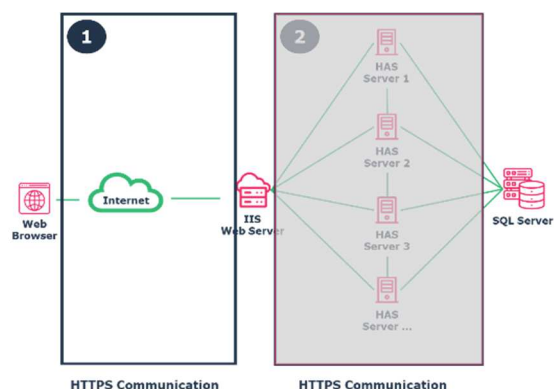 1
2
HAS
Server 1
HAS
Server 2
Internet
Web
Browser
IIS
Web Server
SQL Server
HAS
Server 3
HAS
Server ...
HTTPS Communication
HTTPS Communication